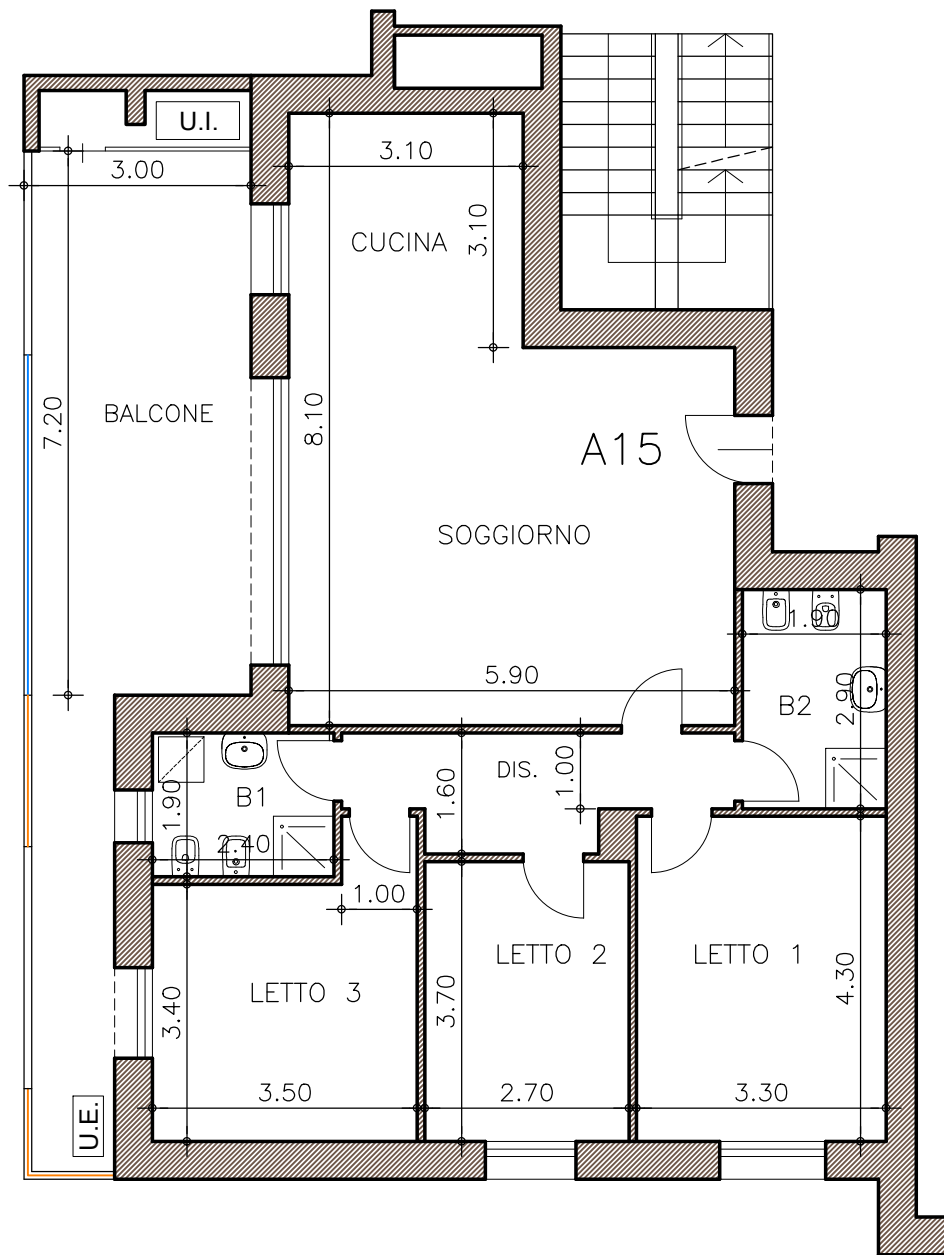 U.I.
3.00
3.10
CUCINA
3.10
7.20
BALCONE
8.10
A15
SOGGIORNO
1.90
5.90
B2
2.90
DIS.
1.00
1.60
B1
1.90
2.40
1.00
LETTO 3
LETTO 2
LETTO 1
3.40
3.70
4.30
3.50
2.70
3.30
U.E.